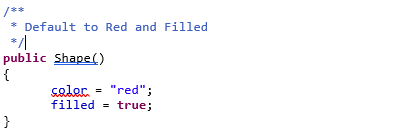 /**
 * Default to Red and Filled
 */
public Shape()
{
      color = "red";
      filled = true;
}